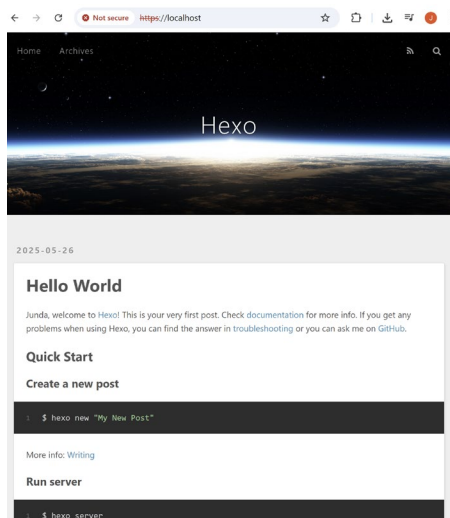 Not secure https://localhost
J
Home Archives
Hexo
2025-05-26
Hello World
Junda, welcome to Hexo! This is your very first post. Check documentation for more info. If you get any
problems when using Hexo, you can find the answer in troubleshooting or you can ask me on GitHub.
Quick Start
Create a new post
1 $ hexo new "My New Post"
More info: Writing
Run server
1 $ hexo server